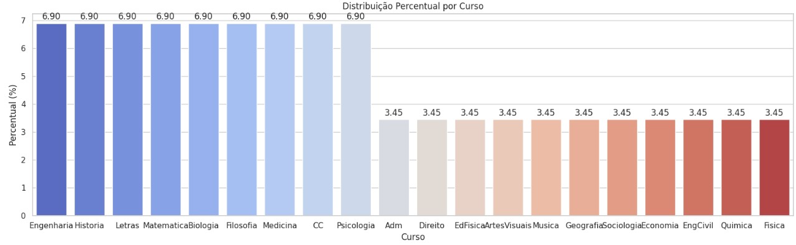 Distribuição Percentual por Curso
6.90 6.90 6.90 6.90 6.90 6.90 6.90 6.90 6.90
3.45 3.45 3.45 3.45 3.45 3.45 3.45 3.45 3.45 3.45 3.45
7
6
5
4
3
2
1
0
Percentual (%)
Engenharia Historia Letras Matematica Biologia Filosofia Medicina CC Psicologia Adm Direito EdFisica ArtesVisuais Musica Geografia Sociologia Economia EngCivil Quimica Fisica
Curso